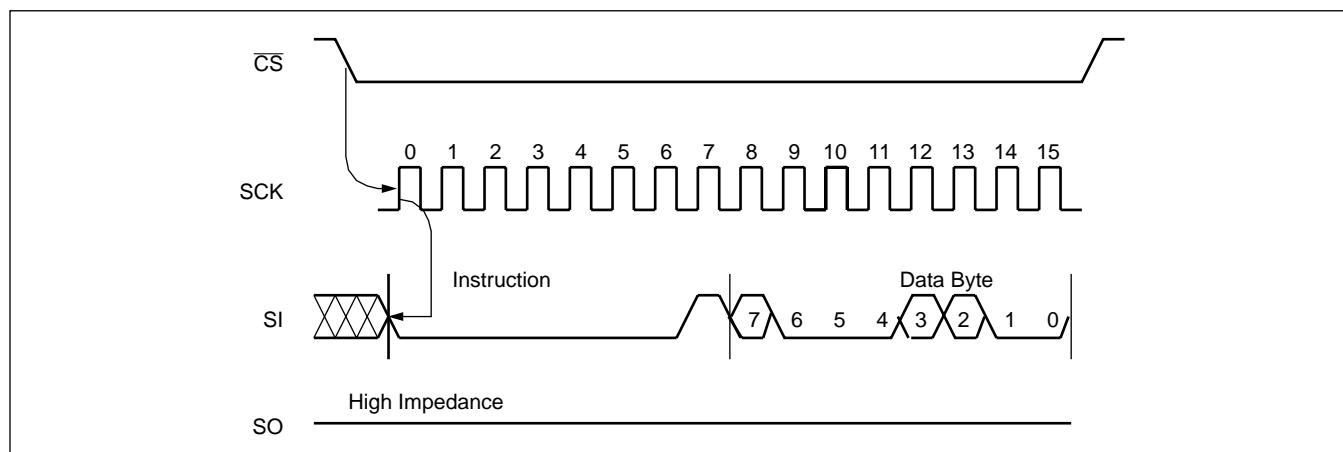 CS
0 1 2 3 4 5 6 7 8 9 10 11 12 13 14 15
SCK
Instruction
Data Byte
SI
7 6 5 4 3 2 1 0
High Impedance
SO